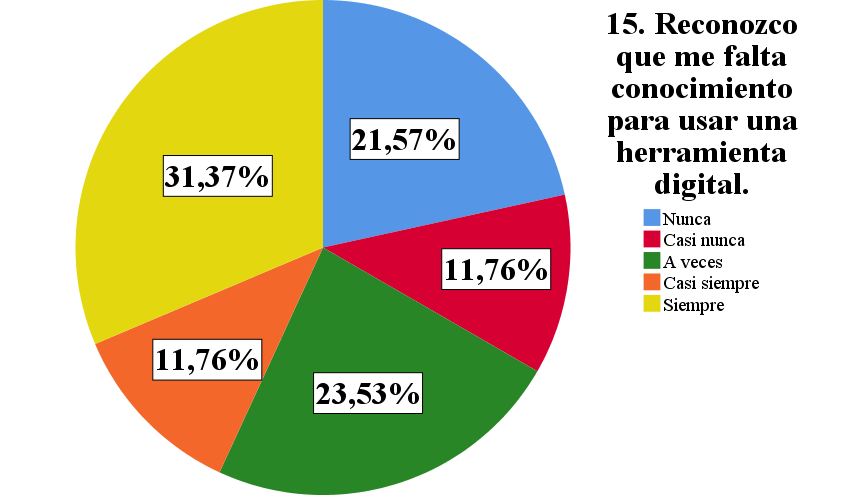 15. Reconozco
que me falta
conocimiento
para usar una
herramienta
digital.
Nunca
Casi nunca
A veces
Casi siempre
Siempre
21,57%
31,37%
11,76%
11,76%
23,53%